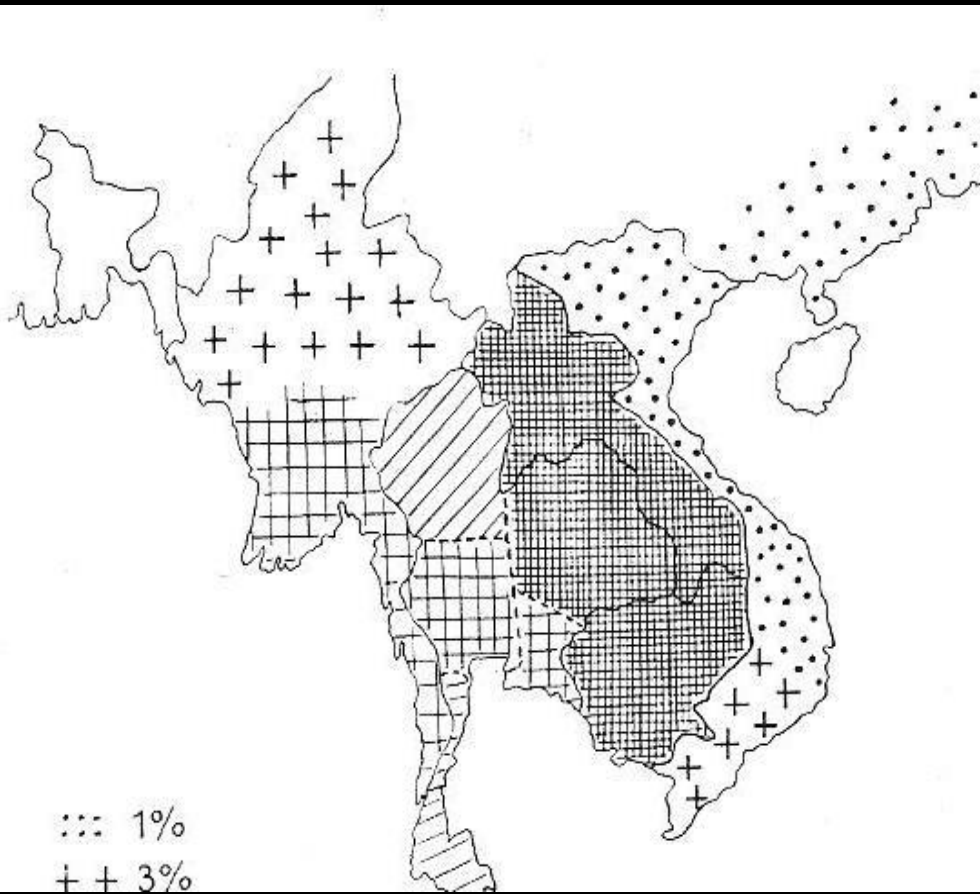 ::: 1%
+ + 3%